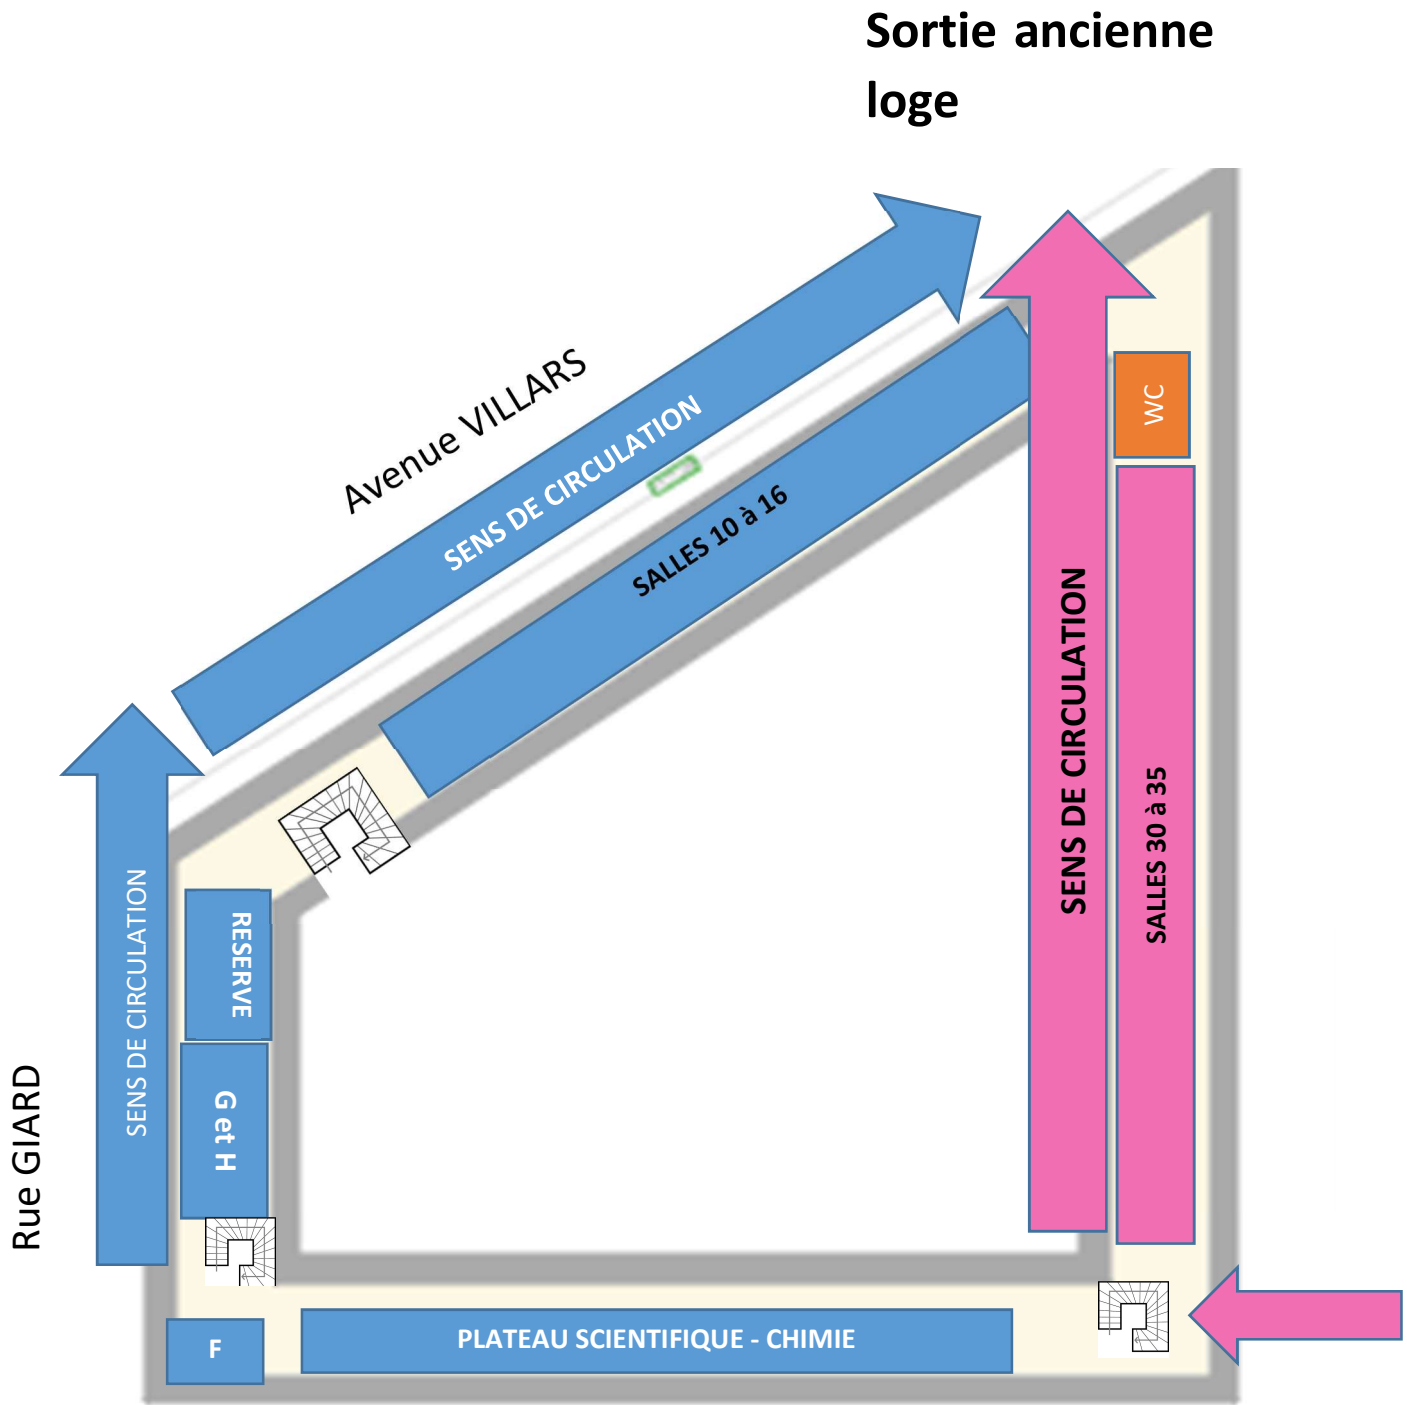 Sortie ancienne
loge
Avenue VILLARS
SENS DE CIRCULATION
SALLES 10 à 16
WC
SENS DE CIRCULATION
SALLES 30 à 35
SENS DE CIRCULATION
RESERVE
G et H
Rue GIARD
F
PLATEAU SCIENTIFIQUE - CHIMIE